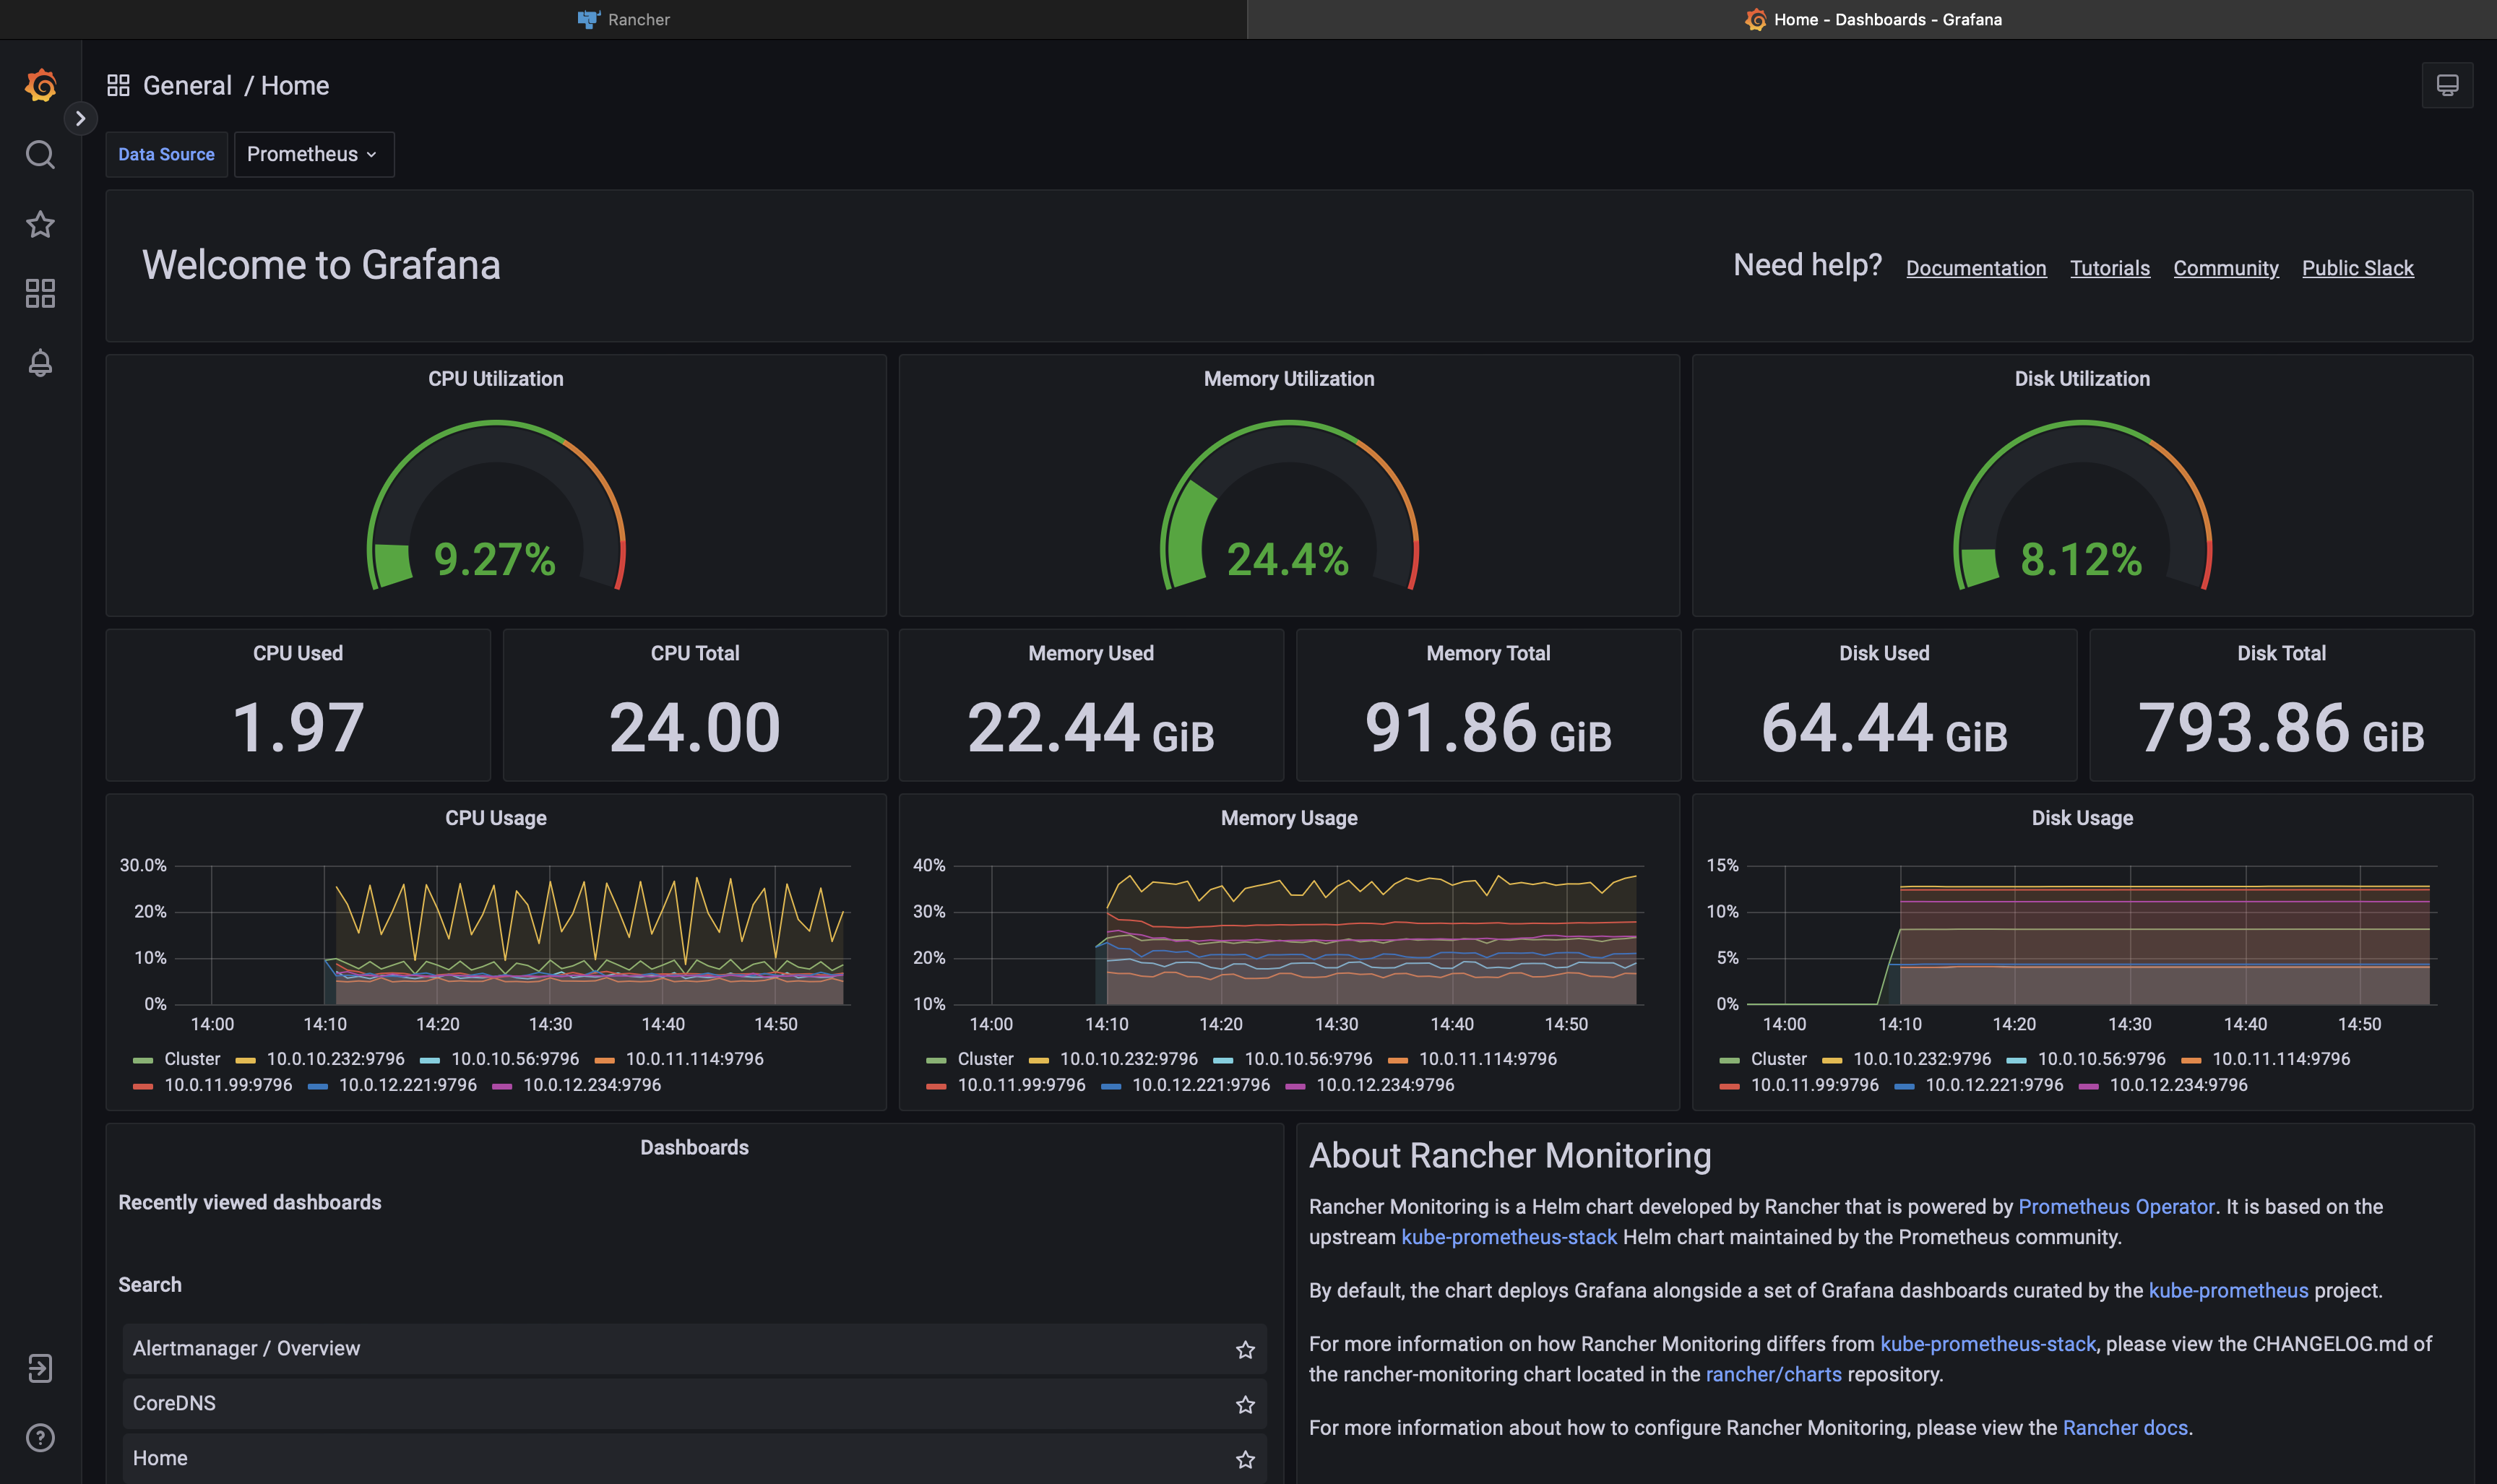 Rancher
Home - Dashboards - Grafana
General / Home
Data Source
Prometheus
Welcome to Grafana
Need help? Documentation Tutorials Community Public Slack
CPU Utilization
9.27%
Memory Utilization
24.4%
Disk Utilization
8.12%
CPU Used
1.97
CPU Total
24.00
Memory Used
22.44 GiB
Memory Total
91.86 GiB
Disk Used
64.44 GiB
Disk Total
793.86 GiB
CPU Usage
30.0%
20%
10%
0%
14:00 14:10 14:20 14:30 14:40 14:50
Cluster 10.0.10.232:9796 10.0.10.56:9796 10.0.11.114:9796
10.0.11.99:9796 10.0.12.221:9796 10.0.12.234:9796
Memory Usage
40%
30%
20%
10%
14:00 14:10 14:20 14:30 14:40 14:50
Cluster 10.0.10.232:9796 10.0.10.56:9796 10.0.11.114:9796
10.0.11.99:9796 10.0.12.221:9796 10.0.12.234:9796
Disk Usage
15%
10%
5%
0%
14:00 14:10 14:20 14:30 14:40 14:50
Cluster 10.0.10.232:9796 10.0.10.56:9796 10.0.11.114:9796
10.0.11.99:9796 10.0.12.221:9796 10.0.12.234:9796
Dashboards
Recently viewed dashboards
Search
Alertmanager / Overview
CoreDNS
Home
About Rancher Monitoring
Rancher Monitoring is a Helm chart developed by Rancher that is powered by Prometheus Operator. It is based on the
upstream kube-prometheus-stack Helm chart maintained by the Prometheus community.
By default, the chart deploys Grafana alongside a set of Grafana dashboards curated by the kube-prometheus project.
For more information on how Rancher Monitoring differs from kube-prometheus-stack, please view the CHANGELOG.md of
the rancher-monitoring chart located in the rancher/charts repository.
For more information about how to configure Rancher Monitoring, please view the Rancher docs.